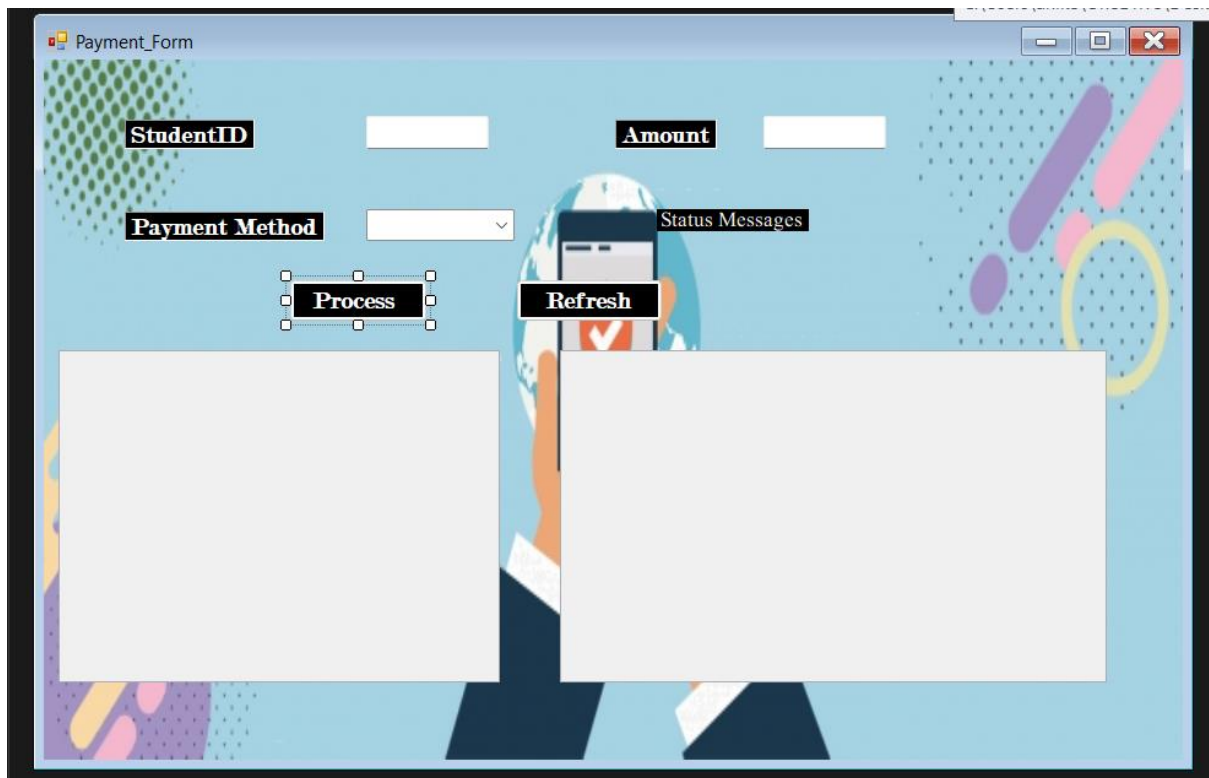 Payment_Form
StudentID
Amount
Payment Method
Status Messages
Process
Refresh